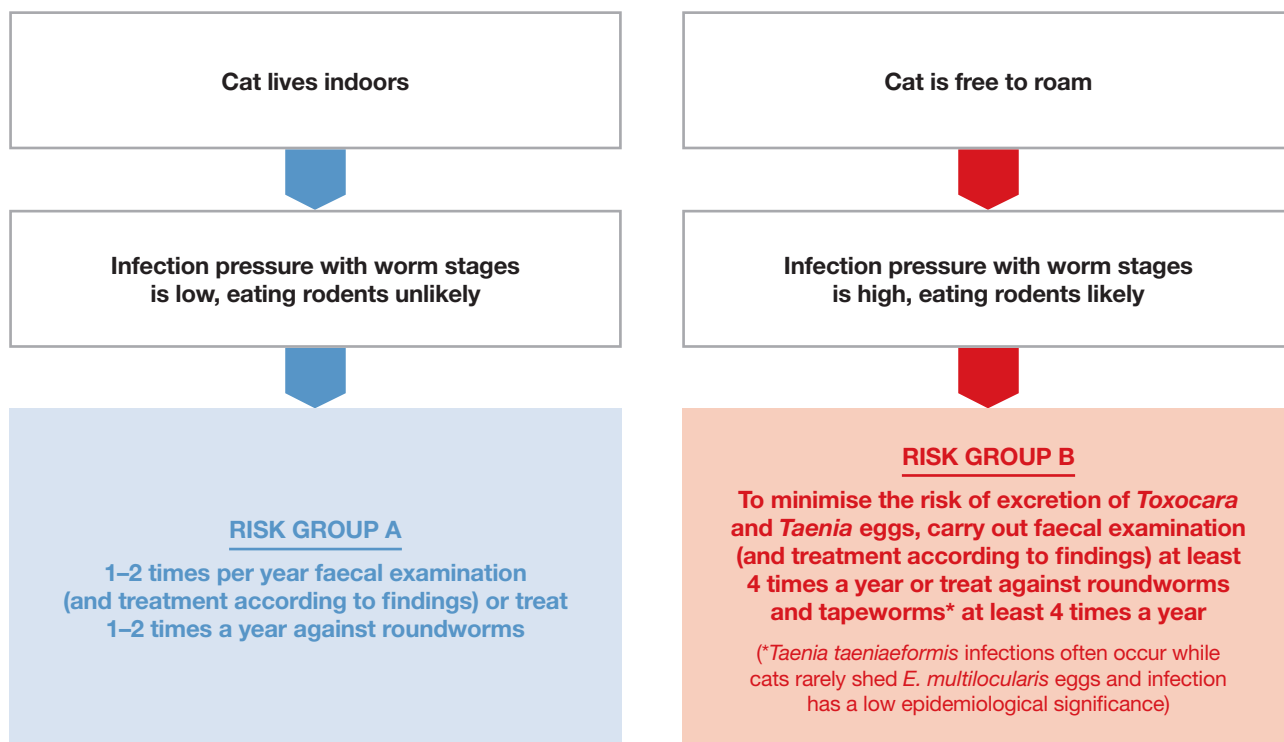 Cat lives indoors
Infection pressure with worm stages
is low, eating rodents unlikely
RISK GROUP A
1–2 times per year faecal examination
(and treatment according to findings) or treat
1–2 times a year against roundworms
Cat is free to roam
Infection pressure with worm stages
is high, eating rodents likely
RISK GROUP B
To minimise the risk of excretion of Toxocara
and Taenia eggs, carry out faecal examination
(and treatment according to findings) at least
4 times a year or treat against roundworms
and tapeworms* at least 4 times a year
(*Taenia taeniaeformis infections often occur while
cats rarely shed E. multilocularis eggs and infection
has a low epidemiological significance)